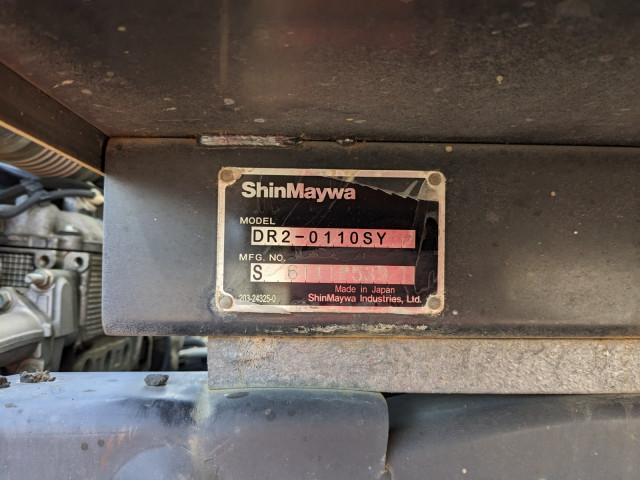 ShinMaywa
MODEL
DR2-0110SY
MFG. NO.
Made in Japan
203-24325-0
ShinMaywa Industries, Ltd.